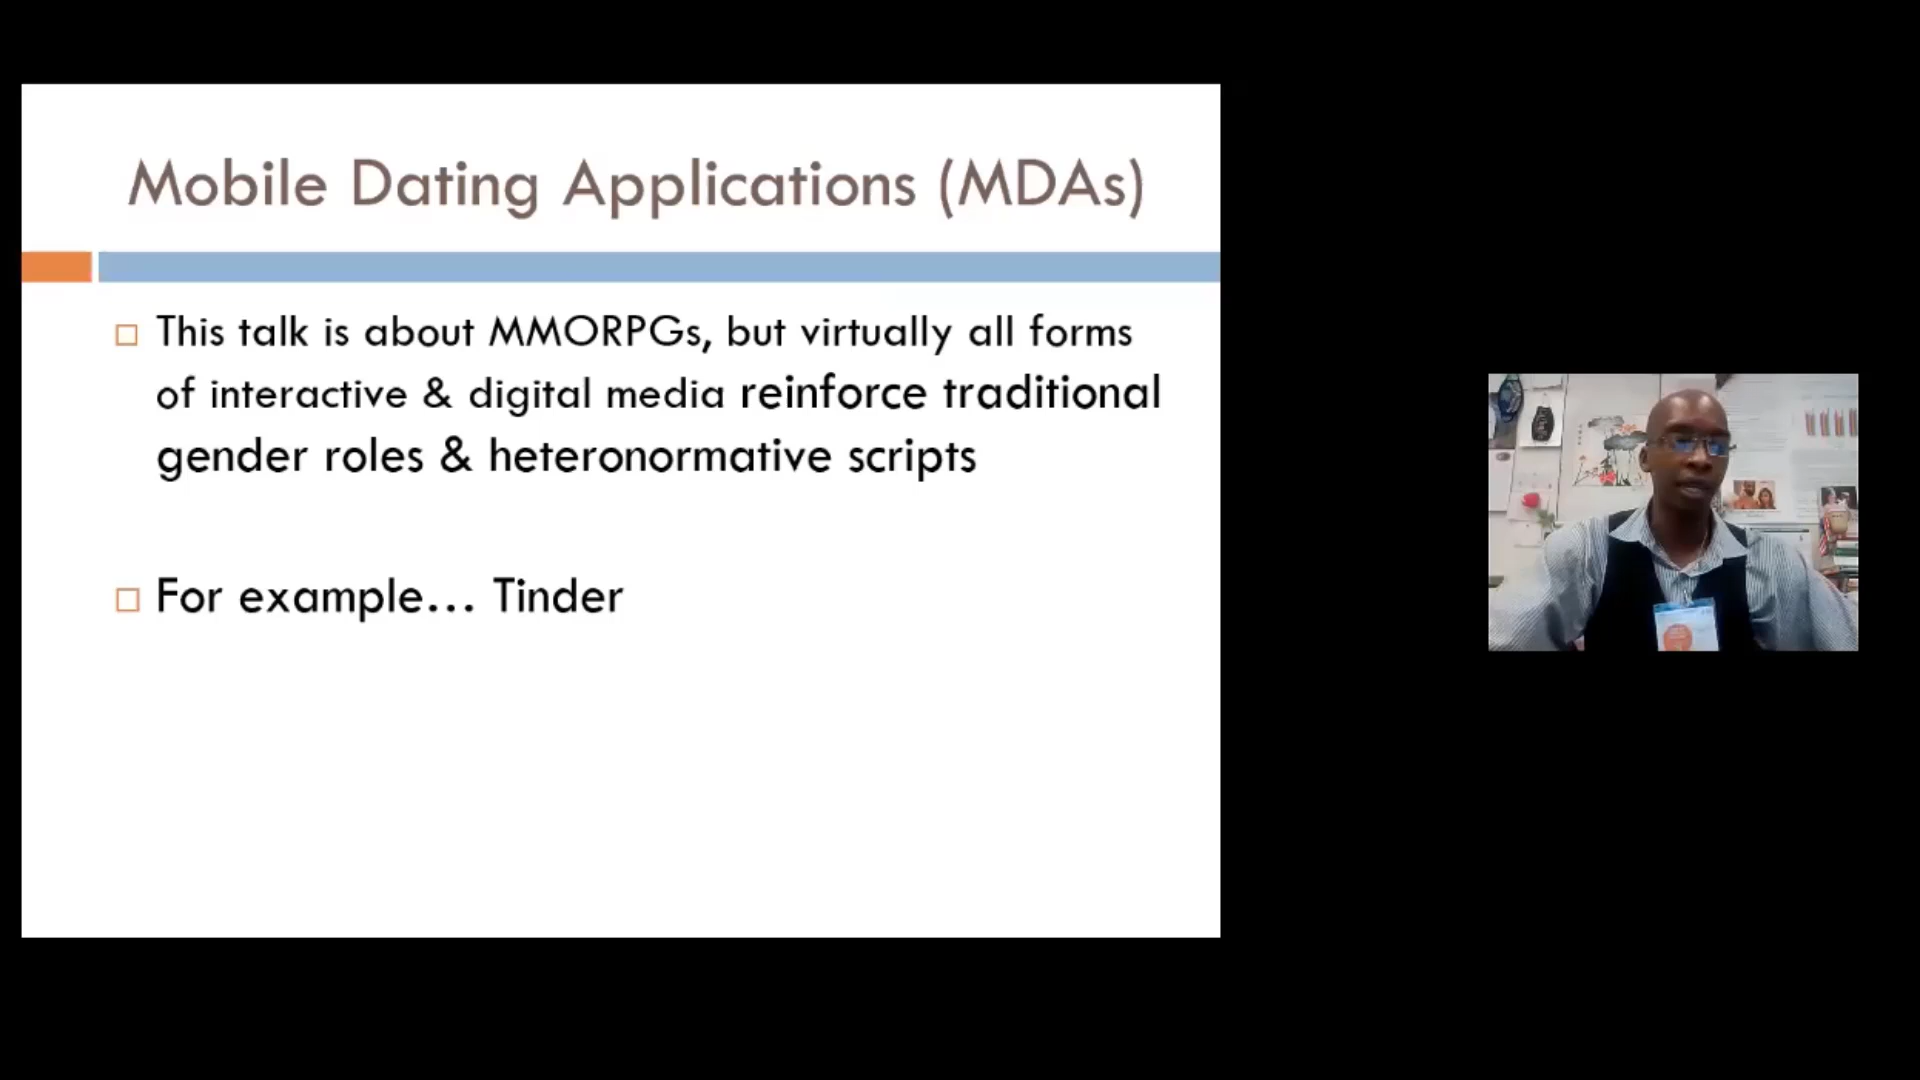 Mobile Dating Applications (MDAs)
This talk is about MMORPGs, but virtually all forms
of interactive & digital media reinforce traditional
gender roles & heteronormative scripts
For example... Tinder